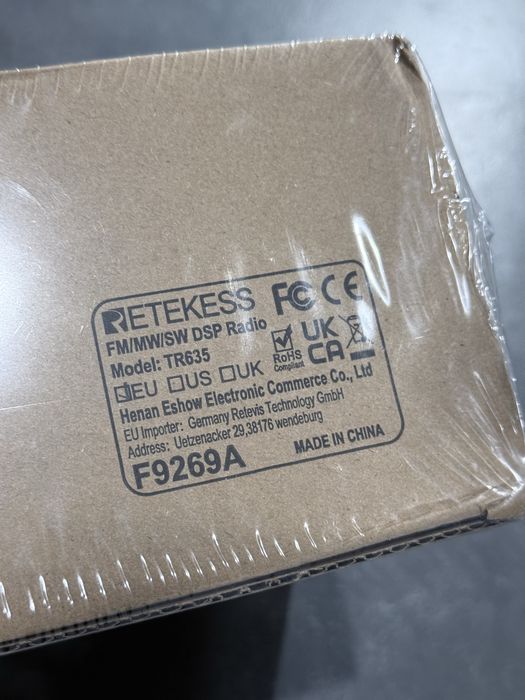 RETEKESS FC CE
FM/MW/SW DSP Radio
Model: TR635
RoHS
Compliant
UK
CA
☑EU ☐US ☐UK
Henan Eshow Electronic Commerce Co., Ltd
EU Importer: Germany Retevis Technology GmbH
Address: Uetzenacker 29,38176 wendeburg
F9269A
MADE IN CHINA